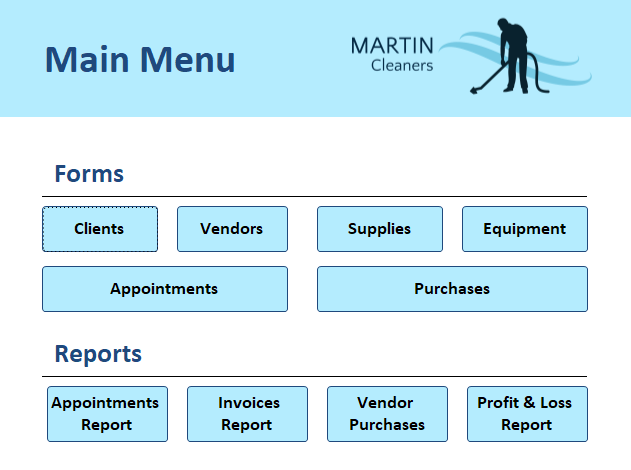 Main Menu
MARTIN
Cleaners
Forms
Clients
Vendors
Supplies
Equipment
Appointments
Purchases
Reports
Appointments
Report
Invoices
Report
Vendor
Purchases
Profit & Loss
Report